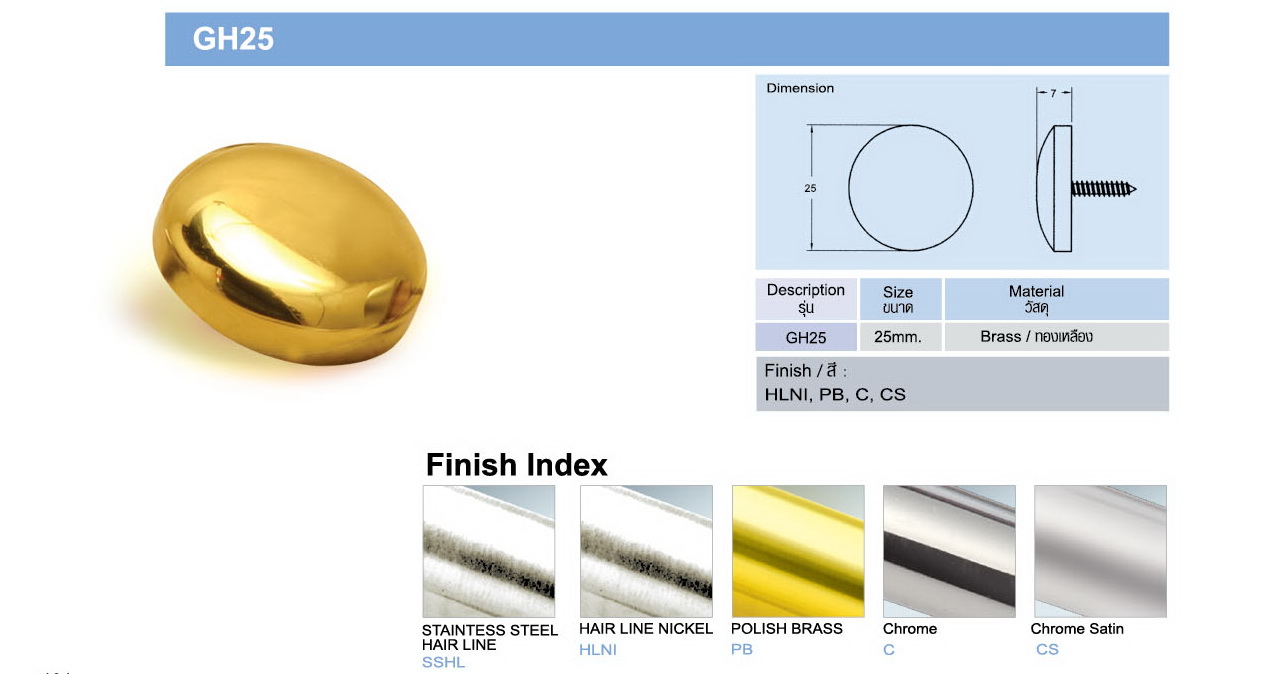 GH25
Dimension
7
25
Description
รุ่น
Size
ขนาด
Material
วัสดุ
GH25
25mm.
Brass / ทองเหลือง
Finish / สี :
HLNI, PB, C, CS
Finish Index
STAINTESS STEEL
HAIR LINE
SSHL
HAIR LINE NICKEL
HLNI
POLISH BRASS
PB
Chrome
C
Chrome Satin
CS